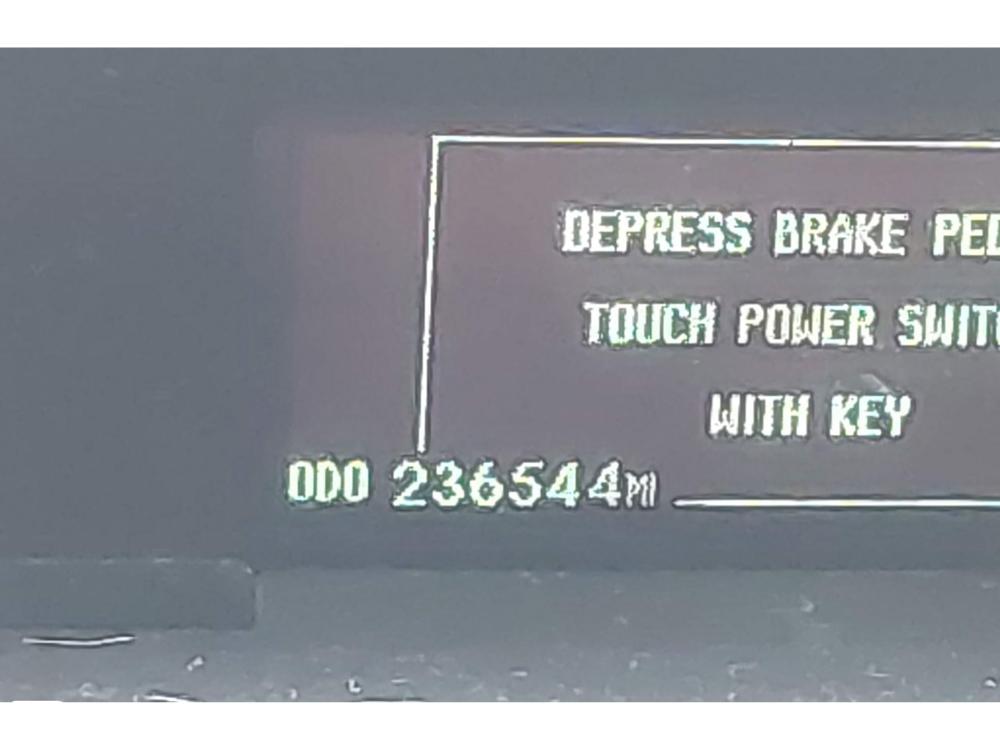 DEPRESS BRAKE PED
TOUCH POWER SWIT
WITH KEY
ODO 236544MI